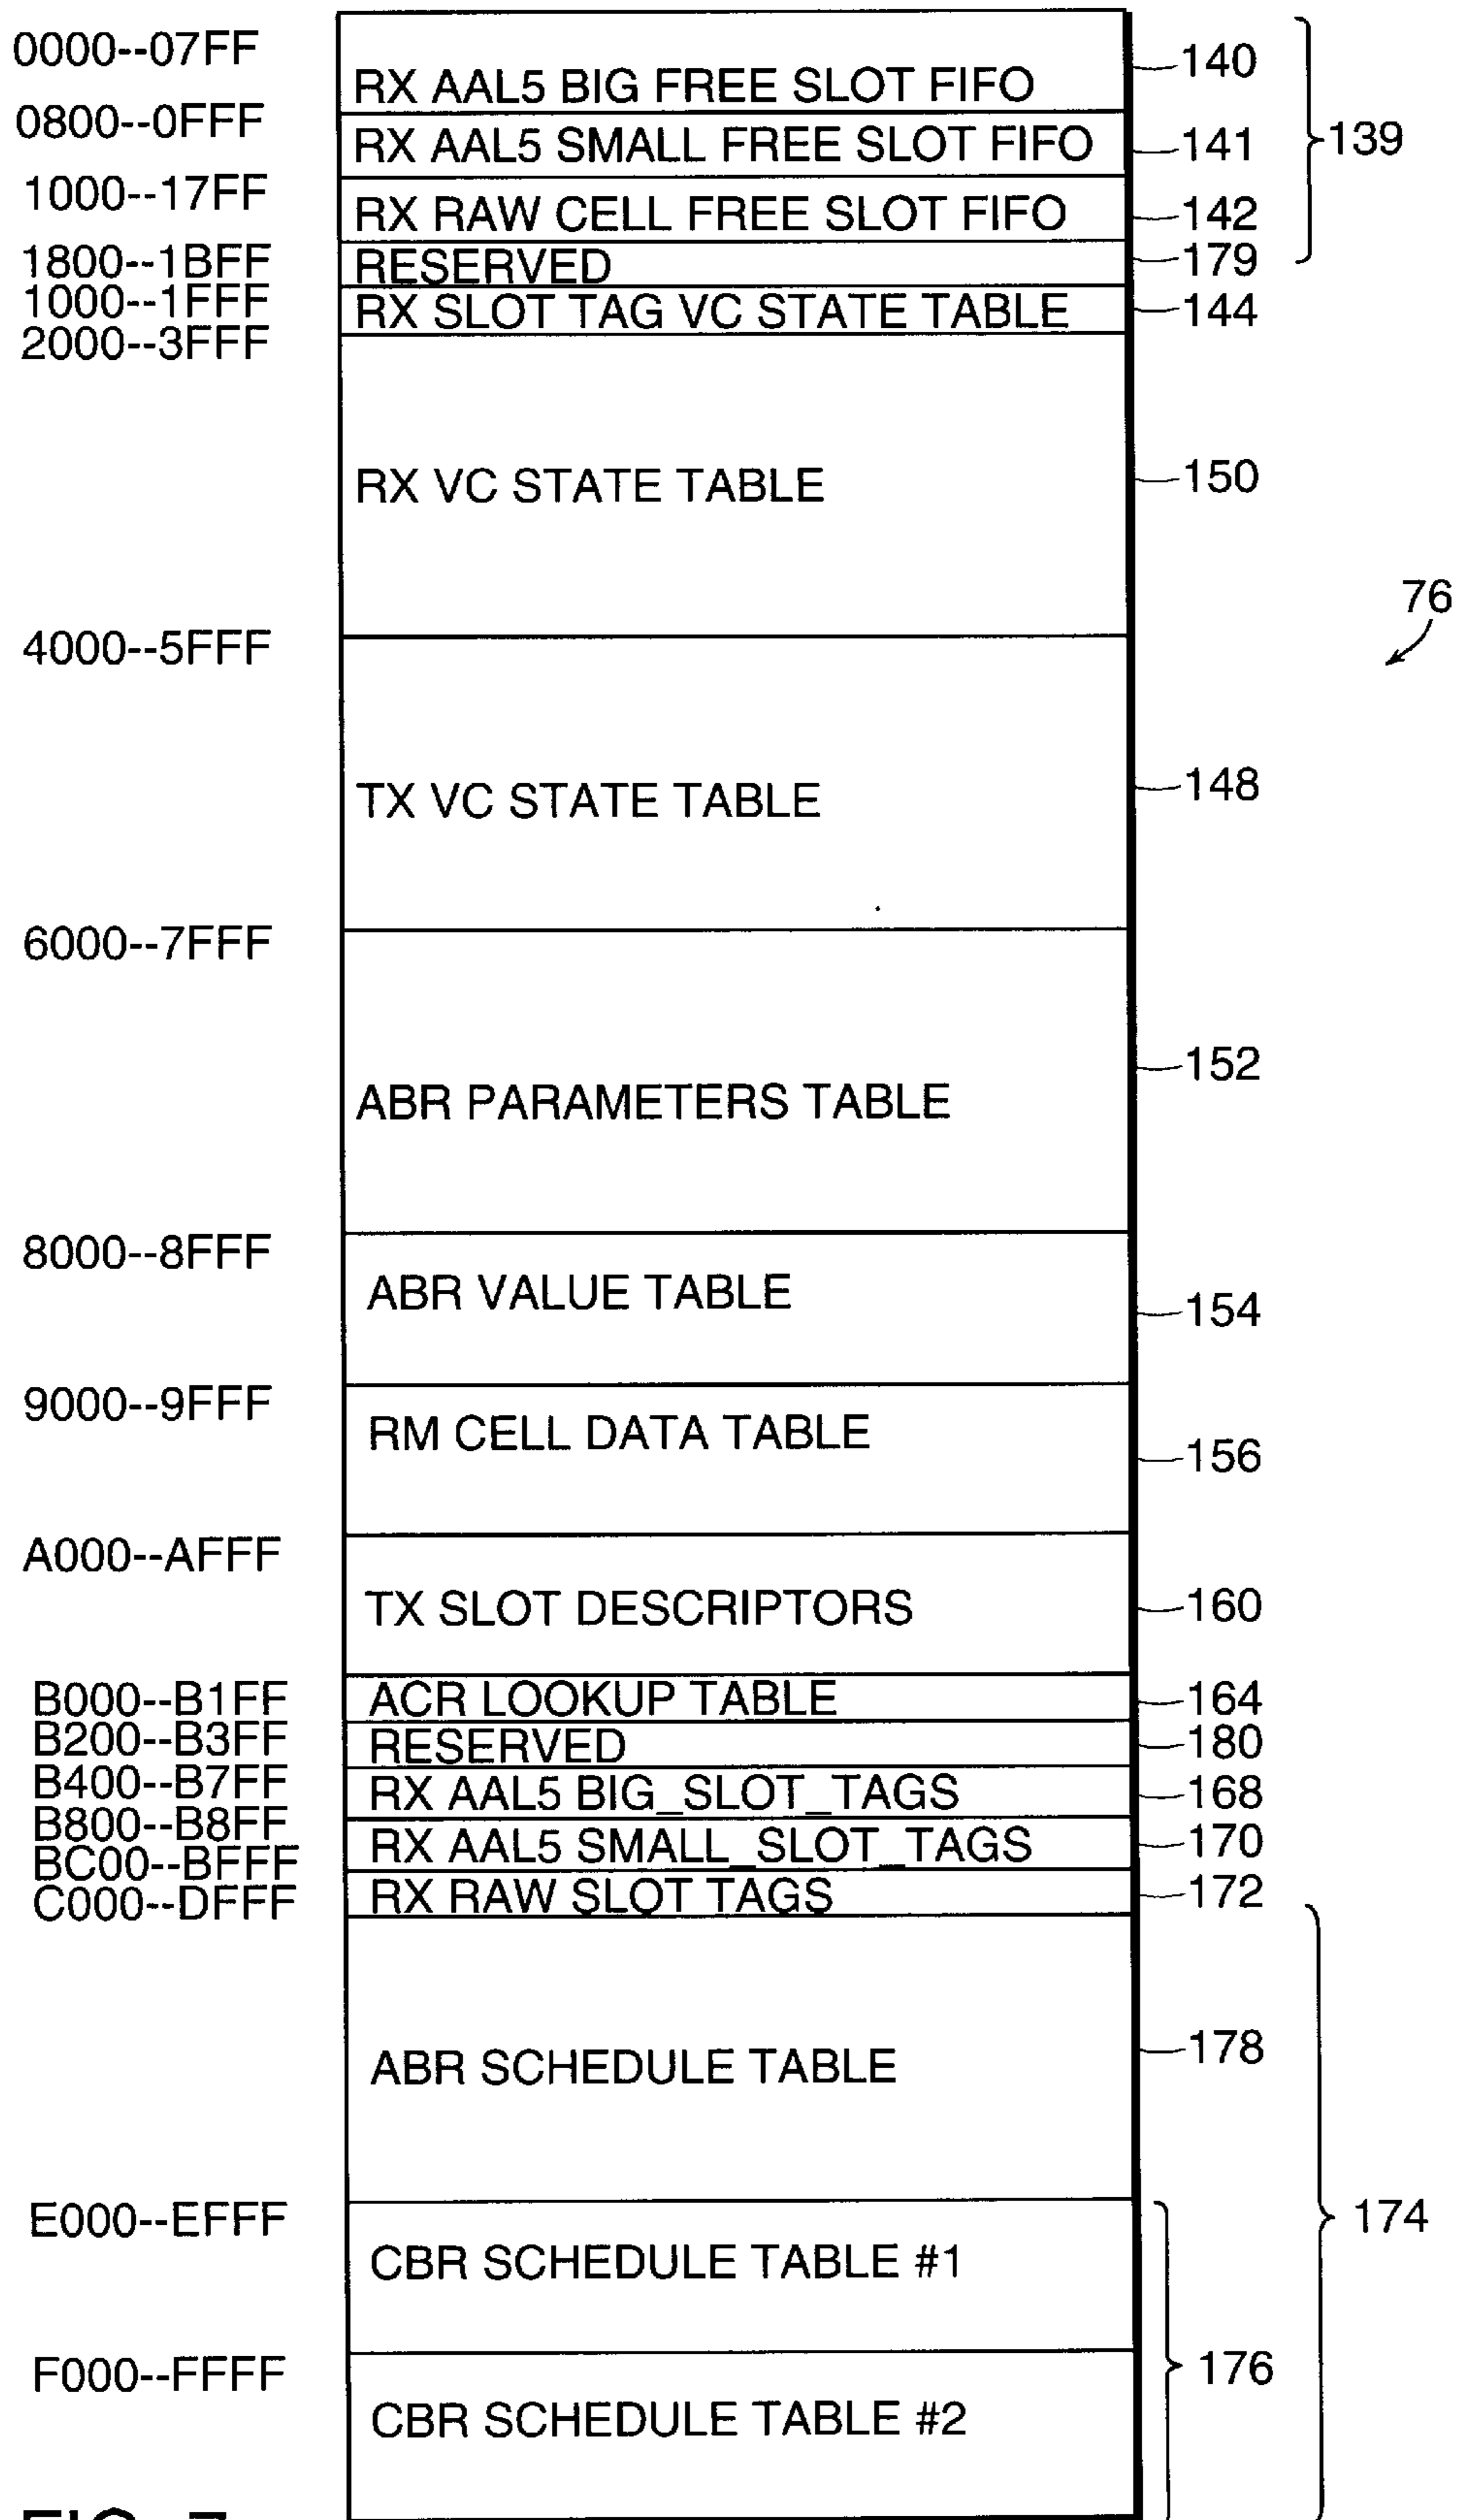 0000--07FF RX AAL5 BIG FREE SLOT FIFO 140
0800--0FFF RX AAL5 SMALL FREE SLOT FIFO 141 139
1000--17FF RX RAW CELL FREE SLOT FIFO 142
1800--1BFF RESERVED 179
1000--1FFF RX SLOT TAG VC STATE TABLE 144
2000--3FFF RX VC STATE TABLE 150
76
4000--5FFF TX VC STATE TABLE 148
6000--7FFF ABR PARAMETERS TABLE 152
8000--8FFF ABR VALUE TABLE 154
9000--9FFF RM CELL DATA TABLE 156
A000--AFFF TX SLOT DESCRIPTORS 160
B000--B1FF ACR LOOKUP TABLE 164
B200--B3FF RESERVED 180
B400--B7FF RX AAL5 BIG_SLOT_TAGS 168
B800--B8FF RX AAL5 SMALL_SLOT_TAGS 170
BC00--BFFF RX RAW SLOT TAGS 172
C000--DFFF ABR SCHEDULE TABLE 178
174
E000--EFFF CBR SCHEDULE TABLE #1
176
F000--FFFF CBR SCHEDULE TABLE #2